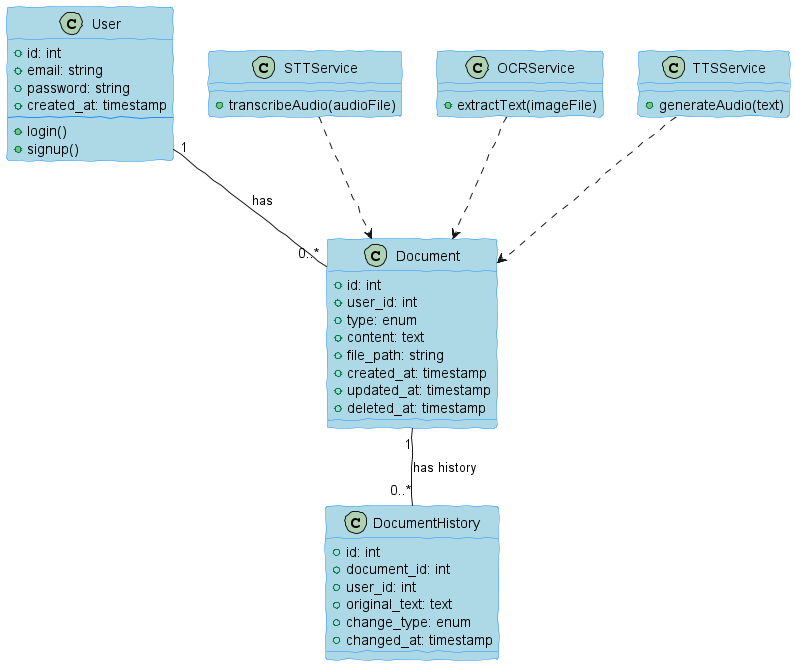 C User
id: int
email: string
password: string
created_at: timestamp
login()
signup()
C STTService
transcribeAudio(audioFile)
C OCRService
extractText(imageFile)
C TTSService
generateAudio(text)
1
has
0..*
C Document
id: int
user_id: int
type: enum
content: text
file_path: string
created_at: timestamp
updated_at: timestamp
deleted_at: timestamp
1
has history
0..*
C DocumentHistory
id: int
document_id: int
user_id: int
original_text: text
change_type: enum
changed_at: timestamp